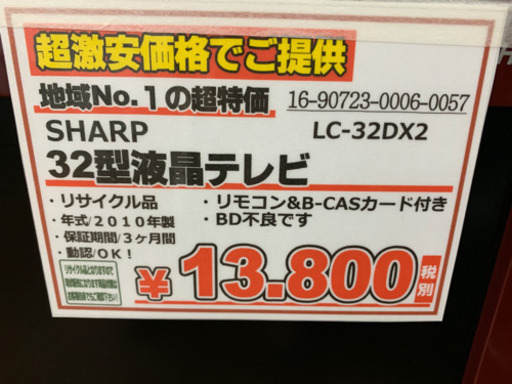 超激安価格でご提供
地域No.1の超特価
16-90723-0006-0057
SHARP
LC-32DX2
32型液晶テレビ
・リサイクル品
・年式/2010年製
・保証期間/3ヶ月間
・動認/OK!
・リモコン&B-CASカード付き
・BD不良です
¥13.800
税別